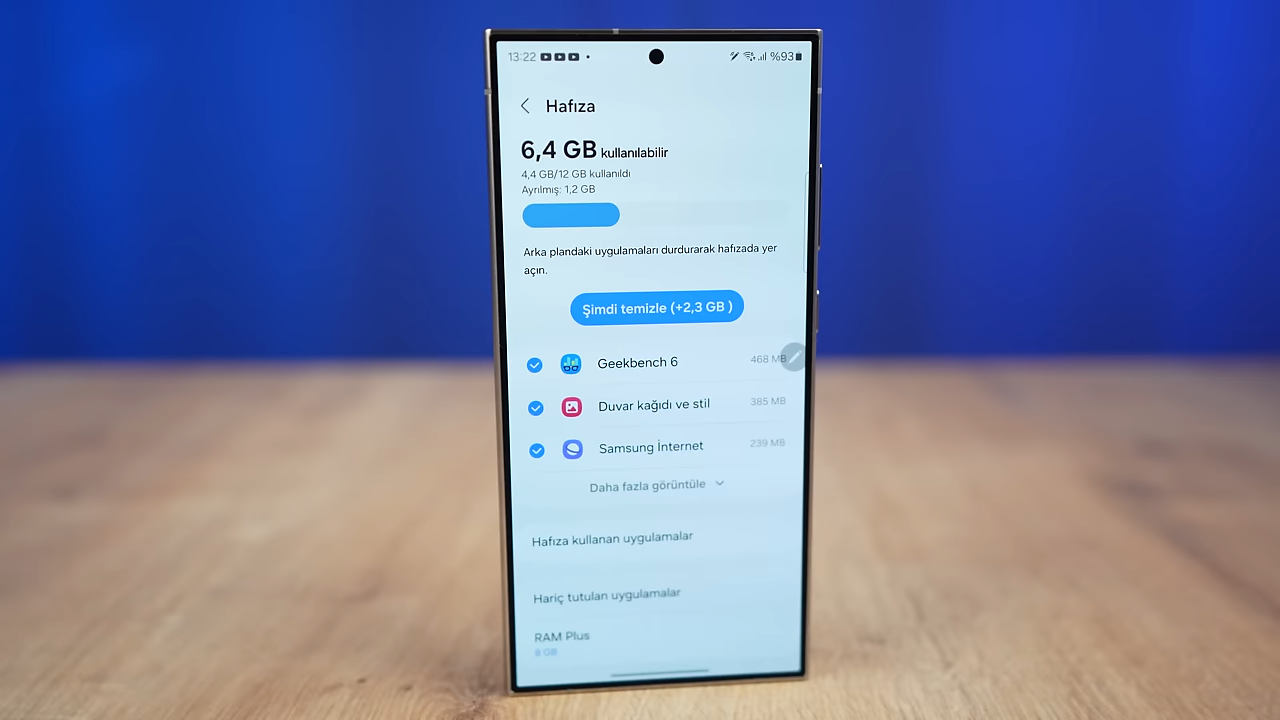 13:22
%93
Hafıza
6,4 GB kullanılabilir
4,4 GB/12 GB kullanıldı
Ayrılmış: 1,2 GB
Arka plandaki uygulamaları durdurarak hafızada yer
açın.
Şimdi temizle (+2,3 GB )
Geekbench 6
468 MB
Duvar kağıdı ve stil
385 MB
Samsung İnternet
239 MB
Daha fazla görüntüle
Hafıza kullanan uygulamalar
Hariç tutulan uygulamalar
RAM Plus
8 GB